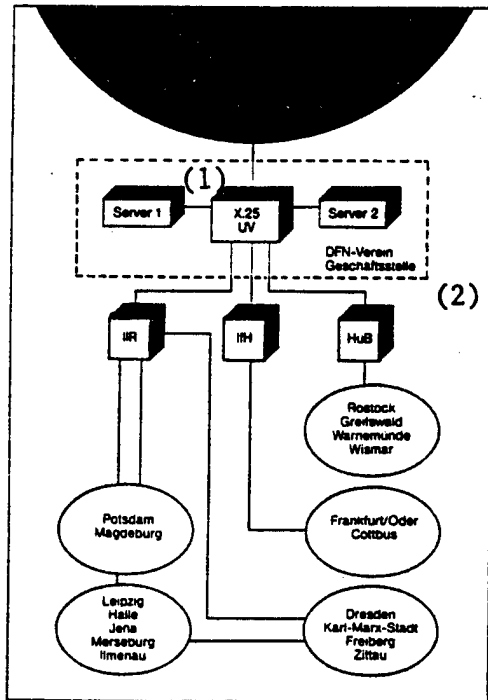 (1)
Server 1
X.25
UV
Server 2
DFN-Verein
Geschäftsstelle
(2)
IIR
IfH
HuB
Rostock
Greifswald
Warnemünde
Wismar
Potsdam
Magdeburg
Frankfurt/Oder
Cottbus
Leipzig
Halle
Jena
Merseburg
Ilmenau
Dresden
Karl-Marx-Stadt
Freiberg
Zittau